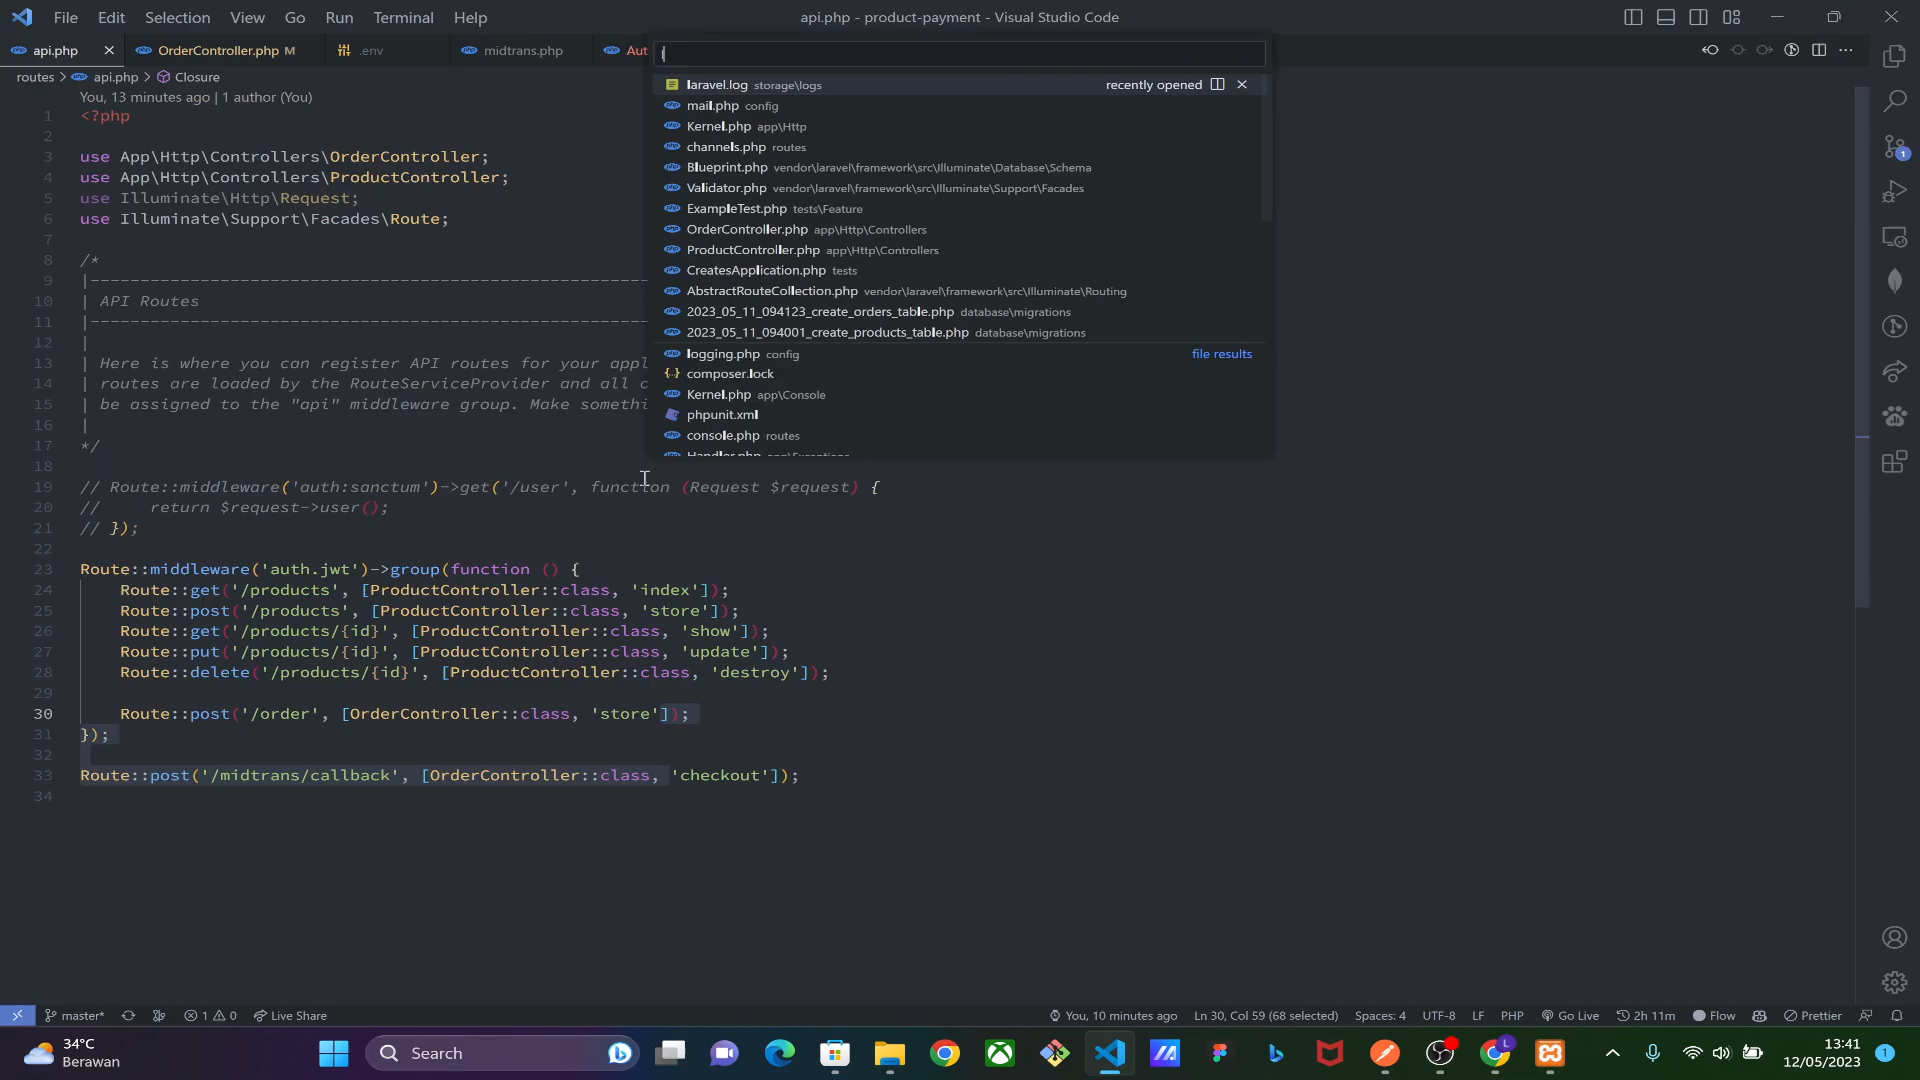 File Edit Selection View Go Run Terminal Help
api.php - product-payment - Visual Studio Code
api.php OrderController.php M .env midtrans.php Aut
routes > api.php > Closure
You, 13 minutes ago | 1 author (You)
1 <?php
2
3 use App\Http\Controllers\OrderController;
4 use App\Http\Controllers\ProductController;
5 use Illuminate\Http\Request;
6 use Illuminate\Support\Facades\Route;
7
8 /*
9 |--------------------------------------------------------
10 | API Routes
11 |--------------------------------------------------------
12 |
13 | Here is where you can register API routes for your appl
14 | routes are loaded by the RouteServiceProvider and all o
15 | be assigned to the "api" middleware group. Make somethi
16 |
17 */
18
19 // Route::middleware('auth:sanctum')->get('/user', function (Request $request) {
20 //     return $request->user();
21 // });
22
23 Route::middleware('auth.jwt')->group(function () {
24     Route::get('/products', [ProductController::class, 'index']);
25     Route::post('/products', [ProductController::class, 'store']);
26     Route::get('/products/{id}', [ProductController::class, 'show']);
27     Route::put('/products/{id}', [ProductController::class, 'update']);
28     Route::delete('/products/{id}', [ProductController::class, 'destroy']);
29
30     Route::post('/order', [OrderController::class, 'store']);
31 });
32
33 Route::post('/midtrans/callback', [OrderController::class, 'checkout']);
34
l
laravel.log storage\logs recently opened
mail.php config
Kernel.php app\Http
channels.php routes
Blueprint.php vendor\laravel\framework\src\Illuminate\Database\Schema
Validator.php vendor\laravel\framework\src\Illuminate\Support\Facades
ExampleTest.php tests\Feature
OrderController.php app\Http\Controllers
ProductController.php app\Http\Controllers
CreatesApplication.php tests
AbstractRouteCollection.php vendor\laravel\framework\src\Illuminate\Routing
2023_05_11_094123_create_orders_table.php database\migrations
2023_05_11_094001_create_products_table.php database\migrations
logging.php config file results
composer.lock
Kernel.php app\Console
phpunit.xml
console.php routes
Handler.php app\Exceptions
1
master* 1 0 Live Share
You, 10 minutes ago Ln 30, Col 59 (68 selected) Spaces: 4 UTF-8 LF PHP Go Live 2h 11m Flow Prettier
34°C
Berawan
Search
L
13:41
12/05/2023
1